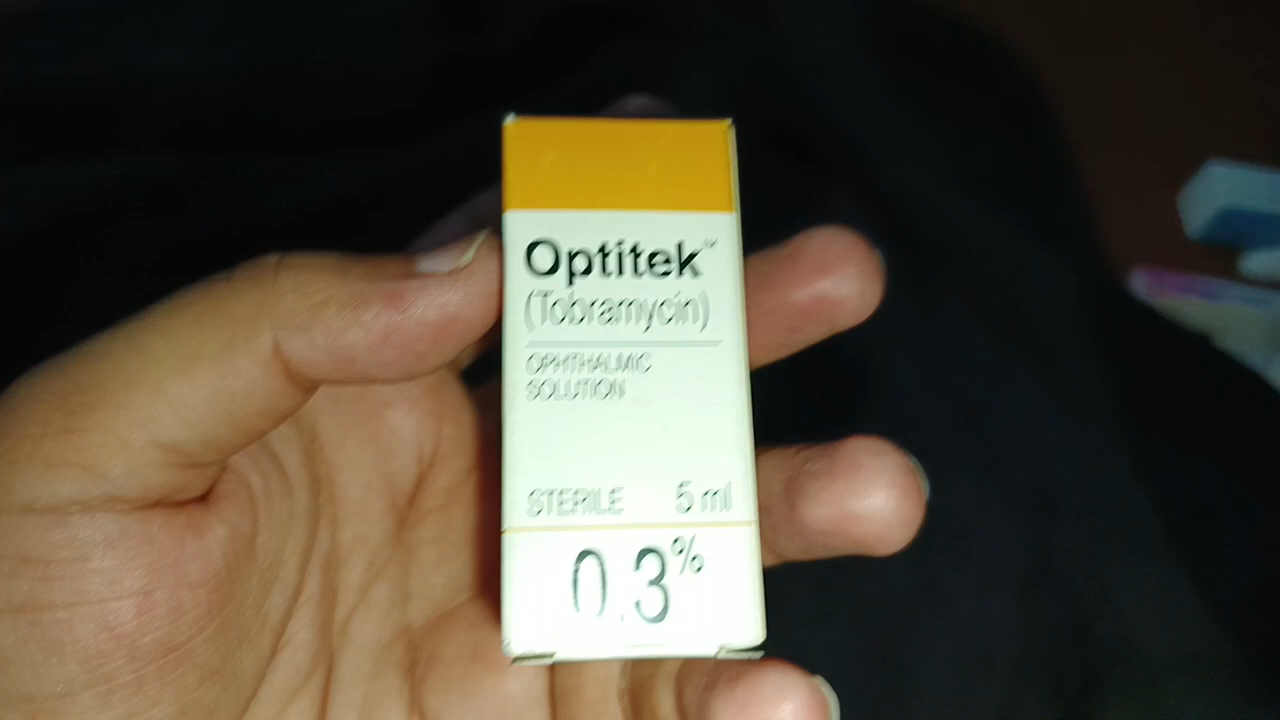 Optitek™
(Tobramycin)
OPHTHALMIC
SOLUTION
STERILE 5 ml
0.3%